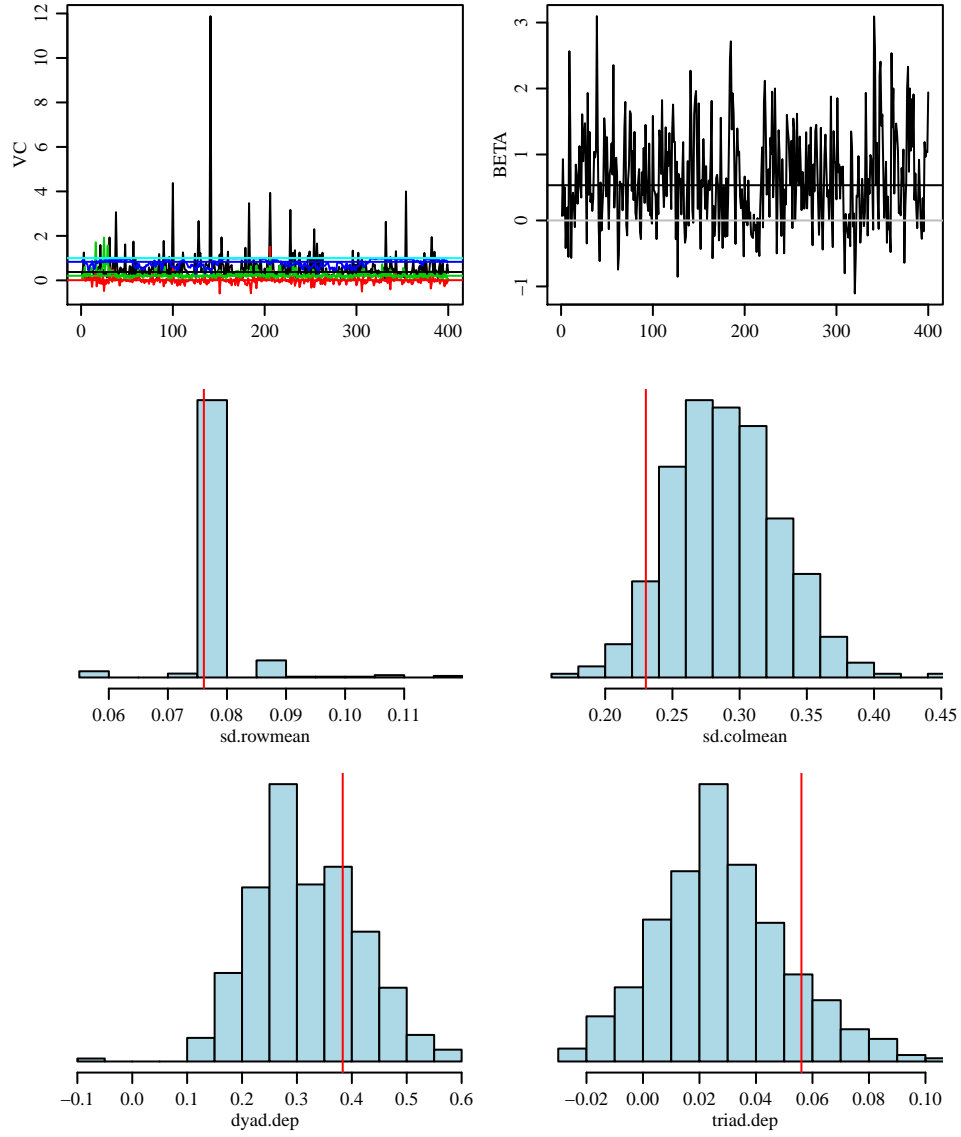 VC
0 2 4 6 8 10 12
0 100 200 300 400
BETA
−1 0 1 2 3
0 100 200 300 400
0.06 0.07 0.08 0.09 0.10 0.11
sd.rowmean
0.20 0.25 0.30 0.35 0.40 0.45
sd.colmean
−0.1 0.0 0.1 0.2 0.3 0.4 0.5 0.6
dyad.dep
−0.02 0.00 0.02 0.04 0.06 0.08 0.10
triad.dep